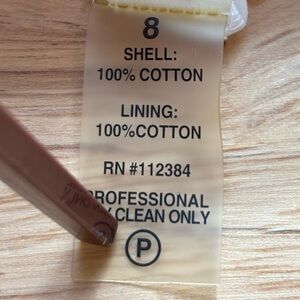 8
SHELL:
100% COTTON
LINING:
100%COTTON
RN #112384
PROFESSIONAL
CLEAN ONLY
P